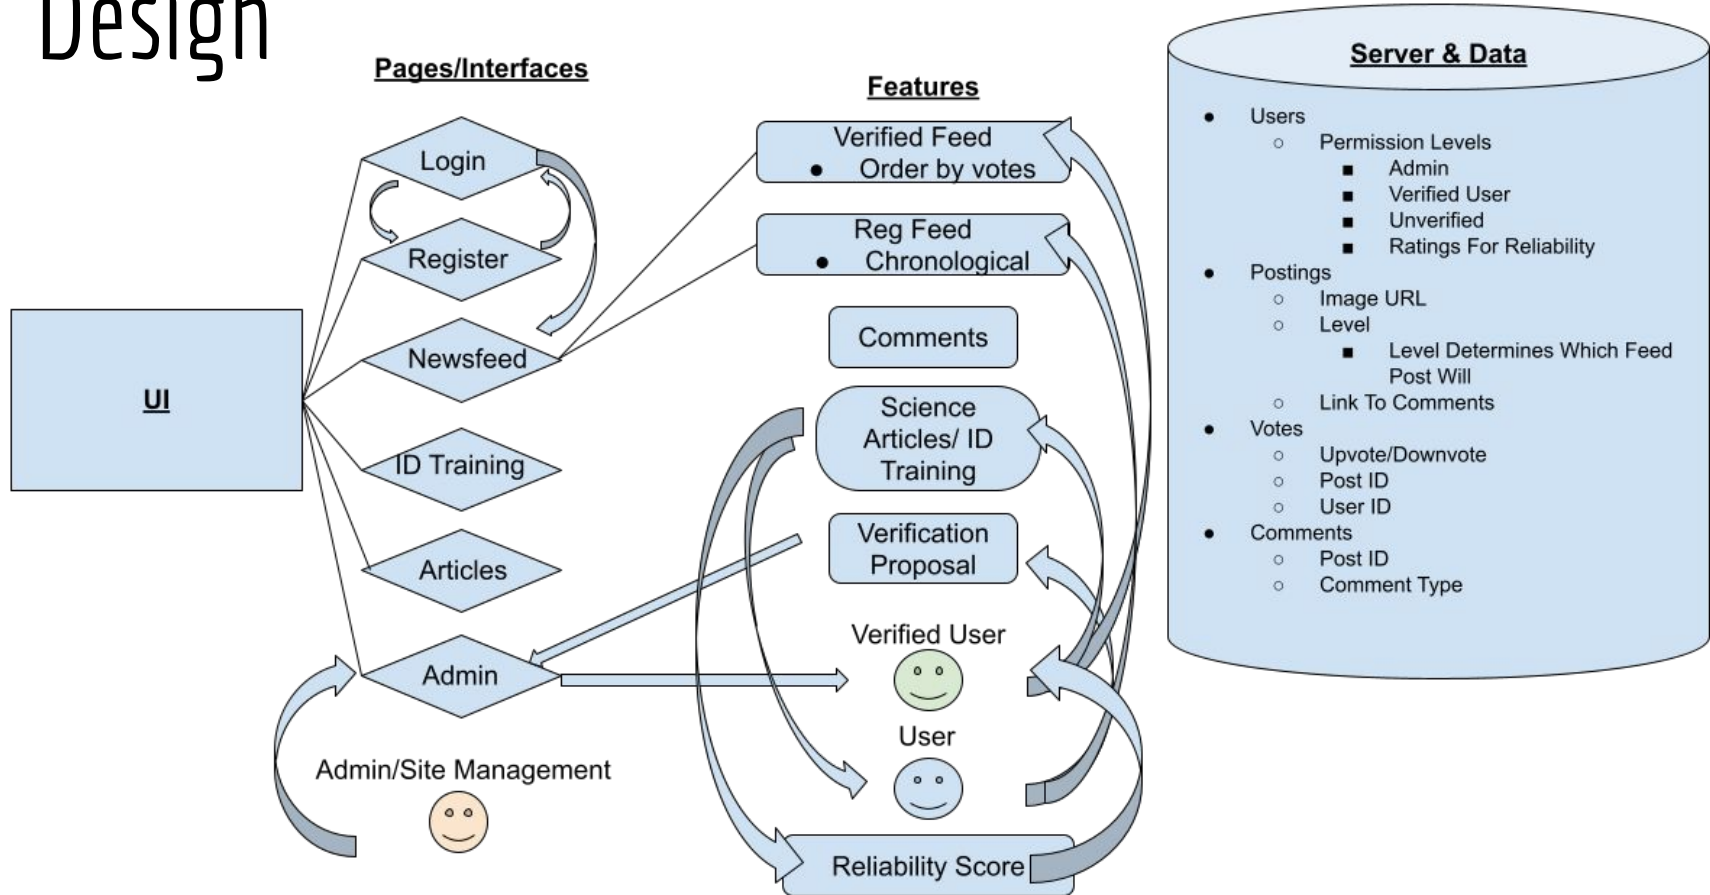 Design
Pages/Interfaces
Login
Register
Newsfeed
ID Training
Articles
Admin
Admin/Site Management
UI
Features
Verified Feed
● Order by votes
Reg Feed
● Chronological
Comments
Science
Articles/ ID
Training
Verification
Proposal
Verified User
User
Reliability Score
Server & Data
● Users
○ Permission Levels
■ Admin
■ Verified User
■ Unverified
■ Ratings For Reliability
● Postings
○ Image URL
○ Level
■ Level Determines Which Feed
Post Will
○ Link To Comments
● Votes
○ Upvote/Downvote
○ Post ID
○ User ID
● Comments
○ Post ID
○ Comment Type